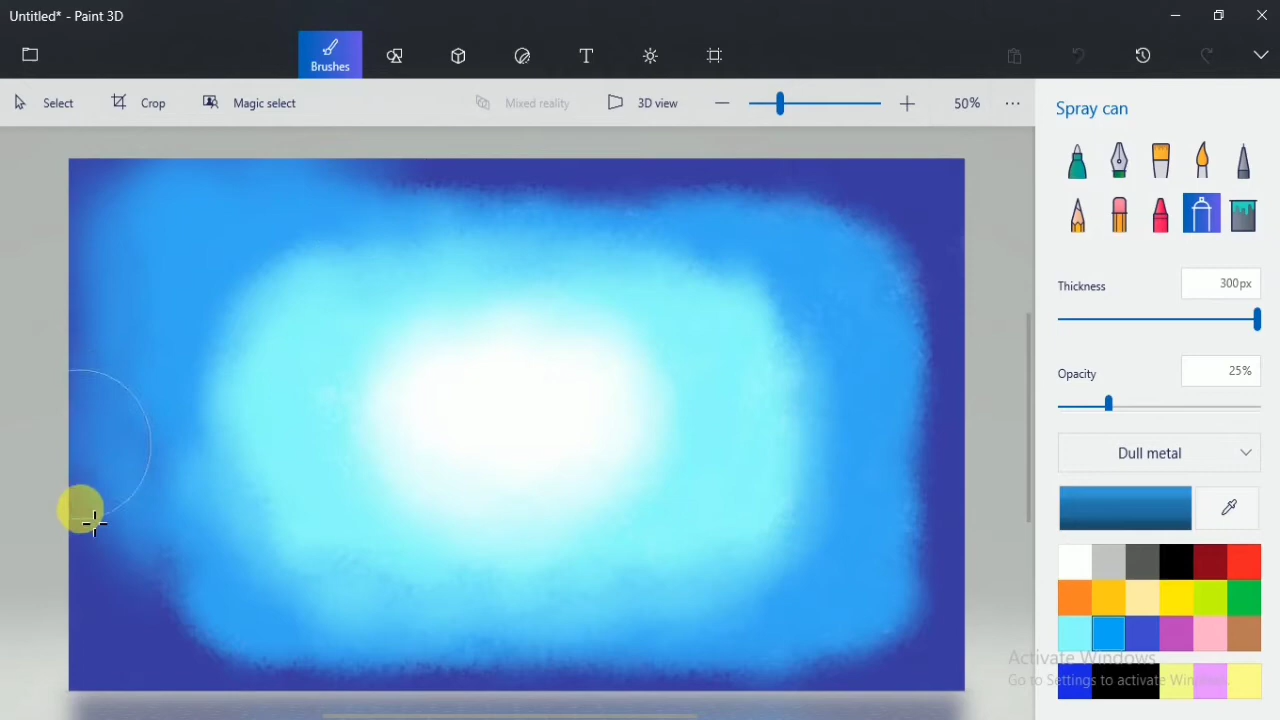 Untitled* - Paint 3D
Brushes
Select
Crop
Magic select
Mixed reality
3D view
50%
Spray can
Thickness
300px
Opacity
25%
Dull metal
Activate Windows
Go to Settings to activate Windows.